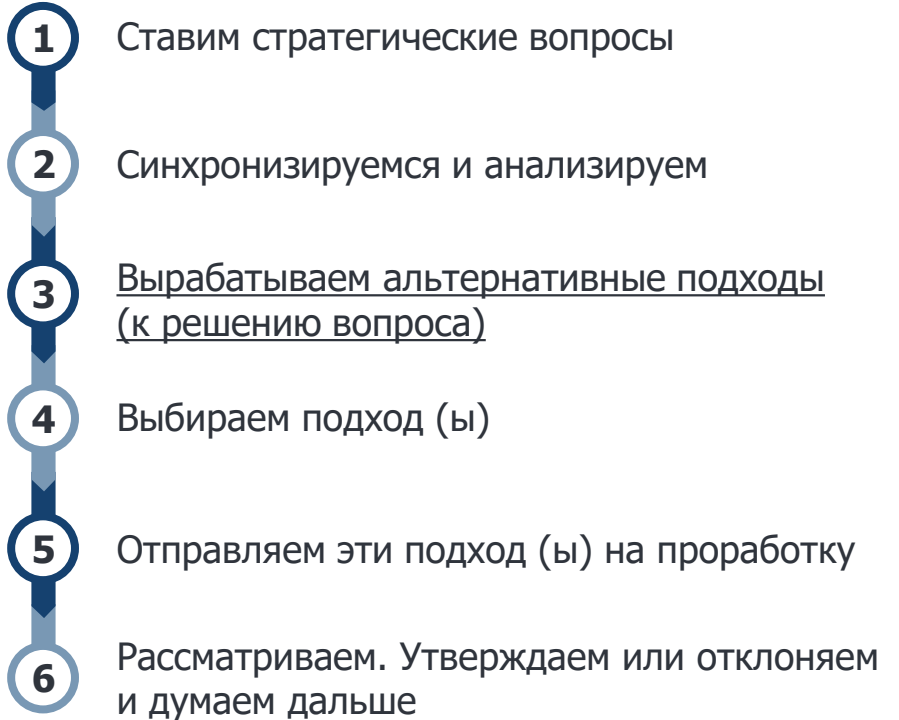 1
Ставим стратегические вопросы
2
Синхронизируемся и анализируем
3
Вырабатываем альтернативные подходы
(к решению вопроса)
4
Выбираем подход (ы)
5
Отправляем эти подход (ы) на проработку
6
Рассматриваем. Утверждаем или отклоняем
и думаем дальше